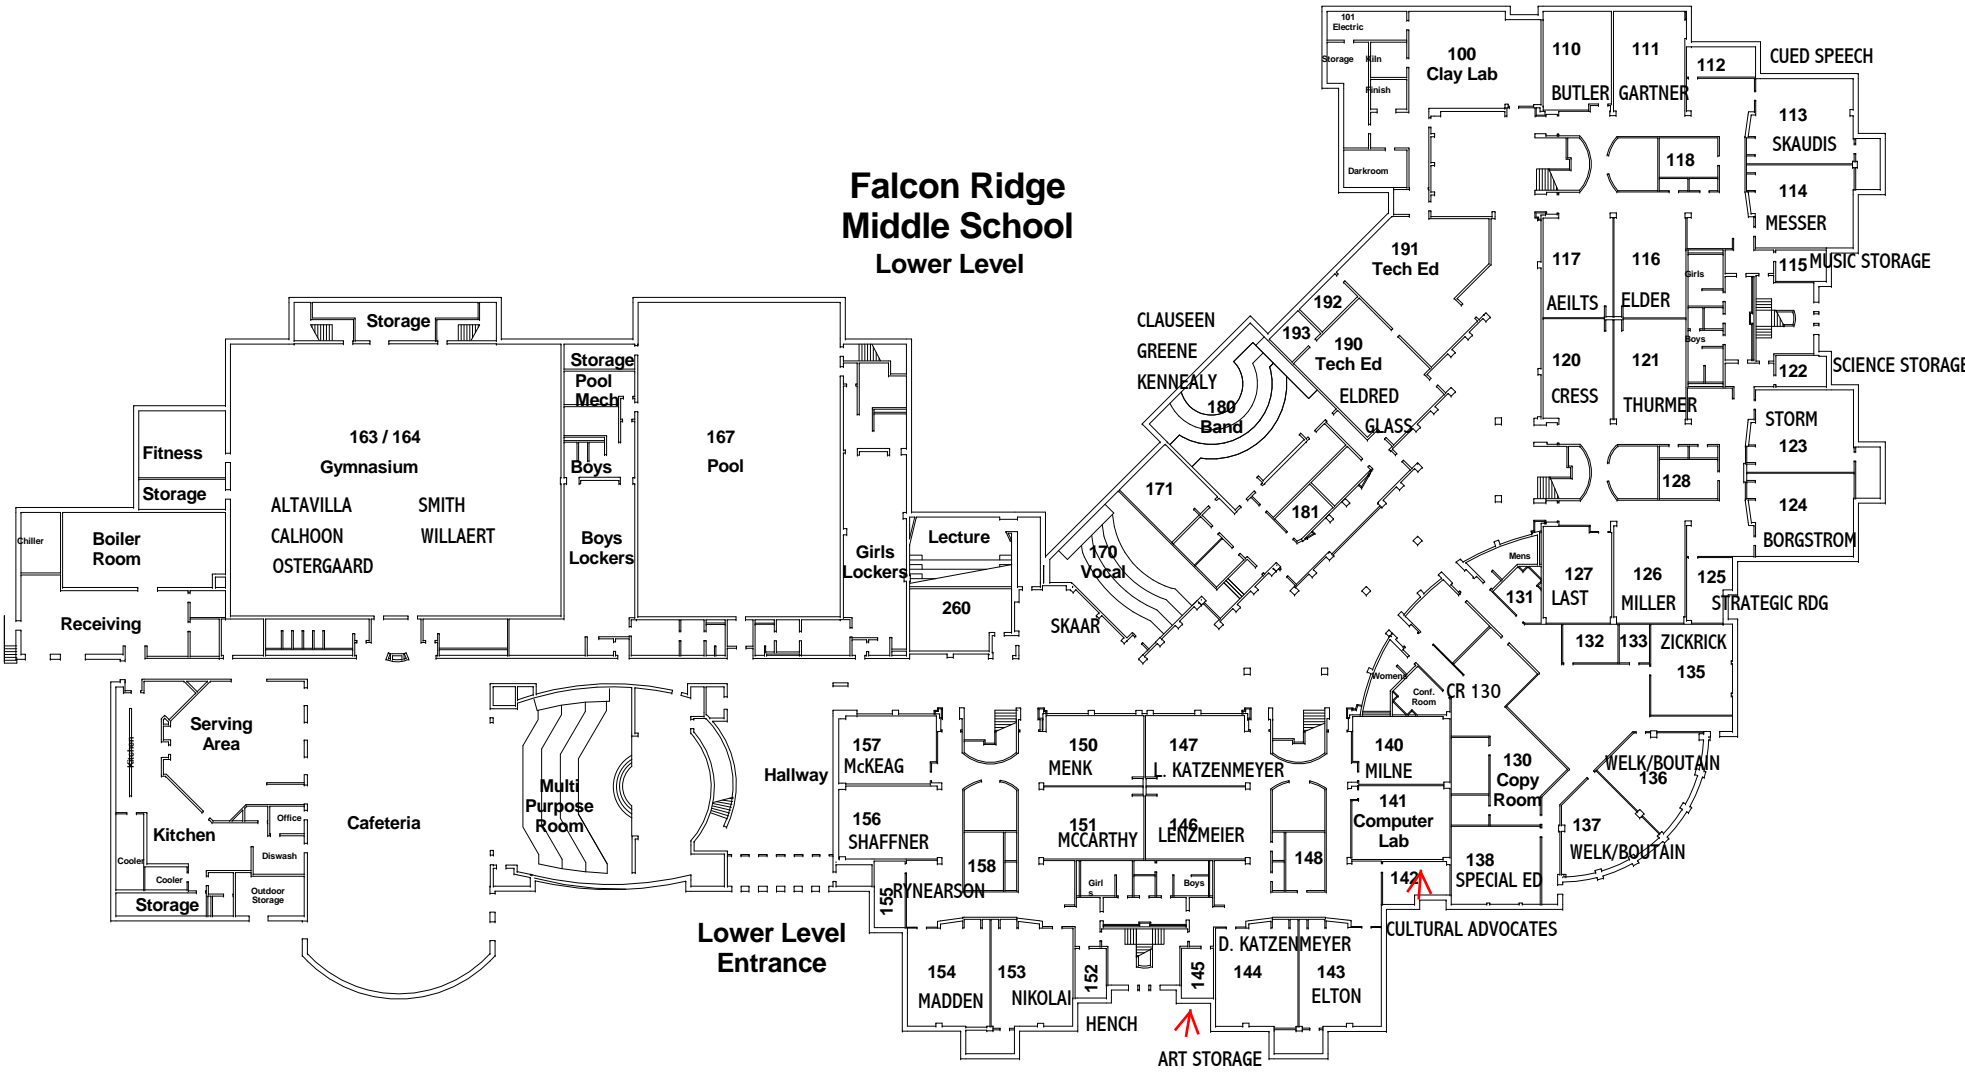 Falcon Ridge
Middle School
Lower Level
101
Electric
Storage
Kiln
Finish
Darkroom
100
Clay Lab
110
BUTLER
111
GARTNER
112
CUED SPEECH
113
SKAUDIS
118
114
MESSER
115
MUSIC STORAGE
117
AEILTS
116
ELDER
Girls
Boys
120
CRESS
121
THURMER
122
SCIENCE STORAGE
STORM
123
128
124
BORGSTROM
191
Tech Ed
192
193
190
Tech Ed
ELDRED
GLASS
CLAUSEEN
GREENE
KENNEALY
180
Band
171
181
170
Vocal
SKAAR
Mens
131
127
LAST
126
MILLER
125
STRATEGIC RDG
132
133
ZICKRICK
135
Womens
Conf.
Room
CR 130
130
Copy
Room
WELK/BOUTAIN
136
137
WELK/BOUTAIN
138
SPECIAL ED
140
MILNE
141
Computer
Lab
142
CULTURAL ADVOCATES
Storage
Storage
Pool
Mech
163 / 164
Gymnasium
ALTAVILLA
SMITH
CALHOON
WILLAERT
OSTERGAARD
Fitness
Storage
Chiller
Boiler
Room
Receiving
Boys
Boys
Lockers
167
Pool
Girls
Lockers
Lecture
260
Serving
Area
Kitchen
Kitchen
Office
Diswash
Cooler
Cooler
Storage
Outdoor
Storage
Cafeteria
Multi
Purpose
Room
Hallway
Lower Level
Entrance
157
McKEAG
156
SHAFFNER
158
155
RYNEARSON
150
MENK
147
L. KATZENMEYER
151
MCCARTHY
146
LENZMEIER
148
Girl
s
Boys
154
MADDEN
153
NIKOLAI
152
HENCH
145
ART STORAGE
D. KATZENMEYER
144
143
ELTON